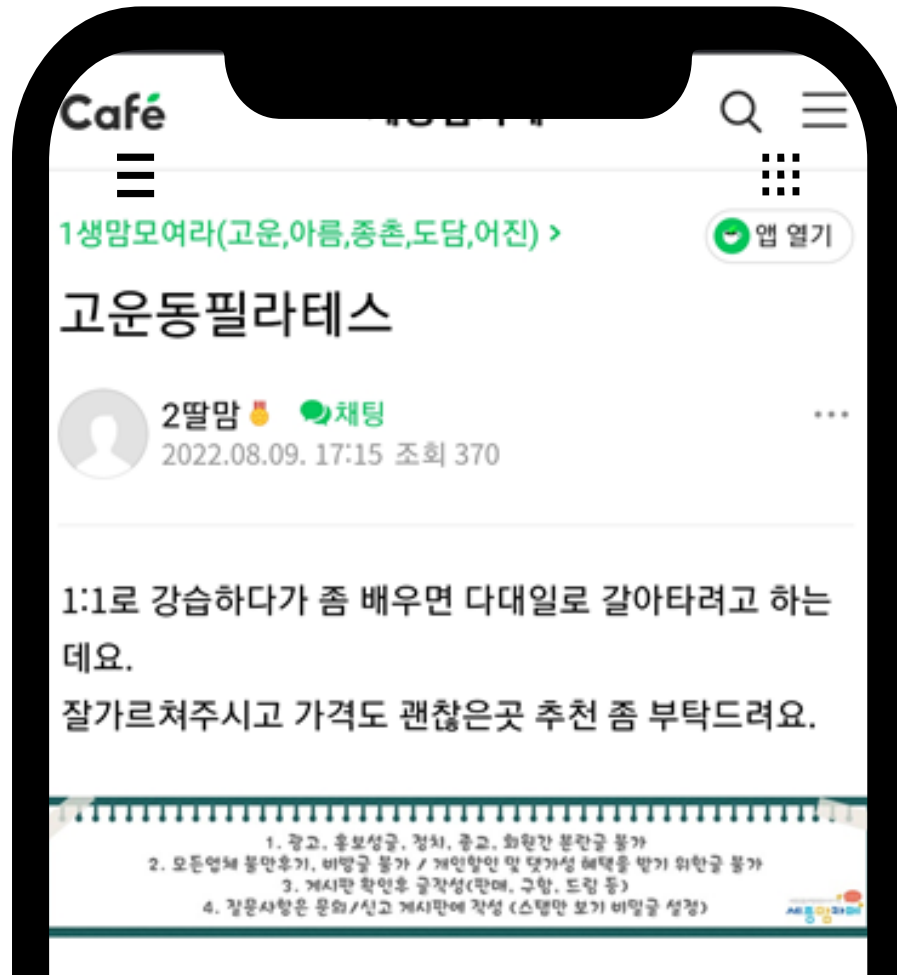 Café
1생맘모여라(고운,아름,종촌,도담,어진) >
앱 열기
고운동필라테스
2딸맘 채팅
2022.08.09. 17:15 조회 370
1:1로 강습하다가 좀 배우면 다대일로 갈아타려고 하는
데요.
잘가르쳐주시고 가격도 괜찮은곳 추천 좀 부탁드려요.
1. 광고, 홍보성글, 정치, 종교, 회원간 분란글 불가
2. 모든업체 불만후기, 비방글 불가 / 개인할인 및 댓가성 혜택을 받기 위한글 불가
3. 게시판 확인후 글작성(판매, 구함, 드림 등)
4. 질문사항은 문의/신고 게시판에 작성 (스탭만 보기 비밀글 설정)
세종맘카페